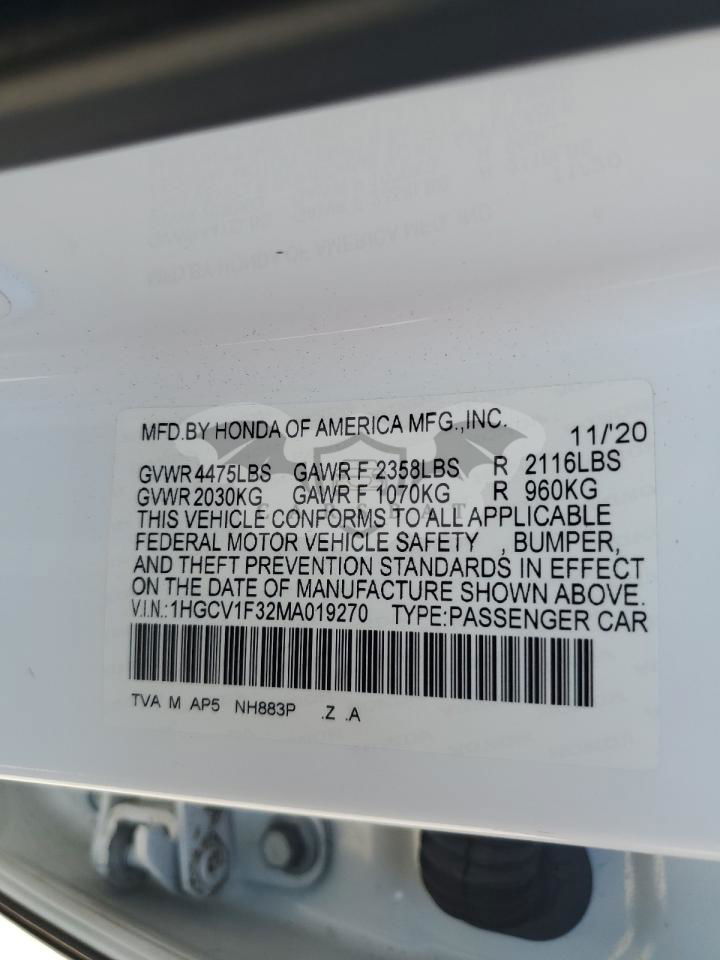 MFD.BY HONDA OF AMERICA MFG.,INC. 11/'20
GVWR 4475LBS GAWR F 2358LBS R 2116LBS
GVWR 2030KG GAWR F 1070KG R 960KG
THIS VEHICLE CONFORMS TO ALL APPLICABLE
FEDERAL MOTOR VEHICLE SAFETY , BUMPER,
AND THEFT PREVENTION STANDARDS IN EFFECT
ON THE DATE OF MANUFACTURE SHOWN ABOVE.
V.I.N.:1HGCV1F32MA019270 TYPE:PASSENGER CAR
TVA M AP5 NH883P .Z .A